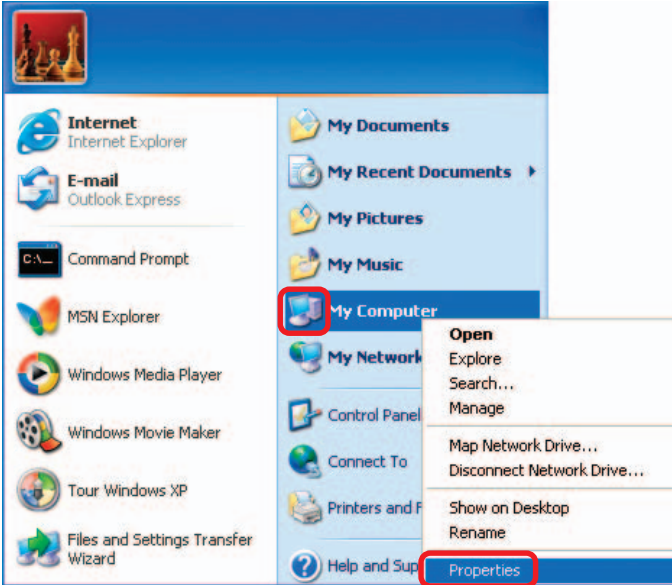 Internet
Internet Explorer
E-mail
Outlook Express
C:\_
Command Prompt
MSN Explorer
Windows Media Player
Windows Movie Maker
Tour Windows XP
Files and Settings Transfer
Wizard
My Documents
My Recent Documents
My Pictures
My Music
My Computer
My Network
Control Panel
Connect To
Printers and F
Help and Sup
Open
Explore
Search...
Manage
Map Network Drive...
Disconnect Network Drive...
Show on Desktop
Rename
Properties